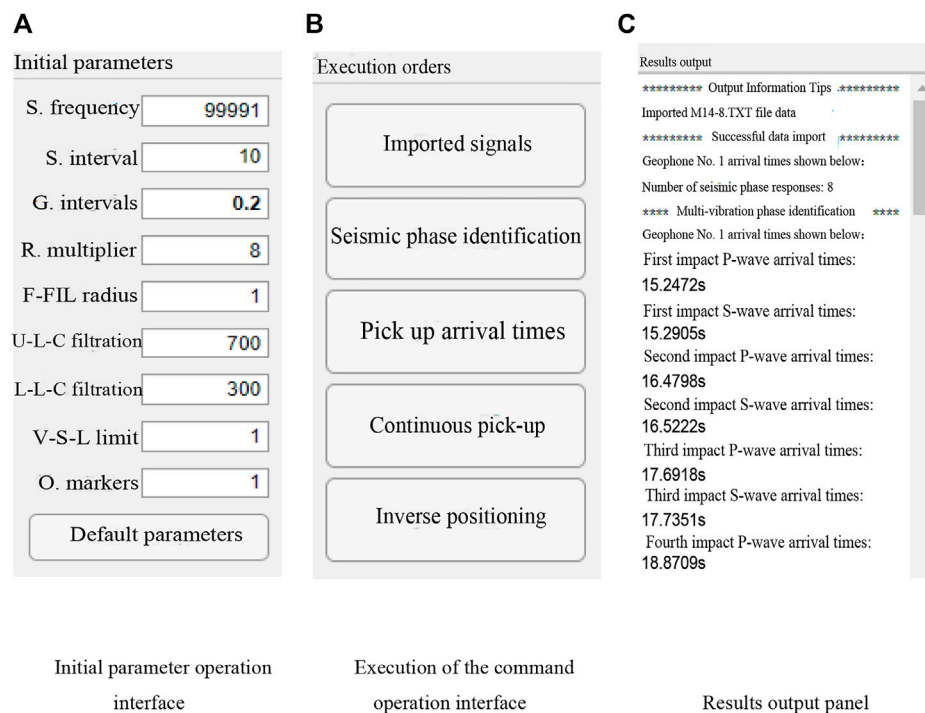 A
Initial parameters
S. frequency 99991
S. interval 10
G. intervals 0.2
R. multiplier 8
F-FIL radius 1
U-L-C filtration 700
L-L-C filtration 300
V-S-L limit 1
O. markers 1
Default parameters
Initial parameter operation
interface
B
Execution orders
Imported signals
Seismic phase identification
Pick up arrival times
Continuous pick-up
Inverse positioning
Execution of the command
operation interface
C
Results output
********* Output Information Tips *********
Imported M14-8.TXT file data
********* Successful data import *********
Geophone No. 1 arrival times shown below:
Number of seismic phase responses: 8
**** Multi-vibration phase identification ****
Geophone No. 1 arrival times shown below:
First impact P-wave arrival times:
15.2472s
First impact S-wave arrival times:
15.2905s
Second impact P-wave arrival times:
16.4798s
Second impact S-wave arrival times:
16.5222s
Third impact P-wave arrival times:
17.6918s
Third impact S-wave arrival times:
17.7351s
Fourth impact P-wave arrival times:
18.8709s
Results output panel